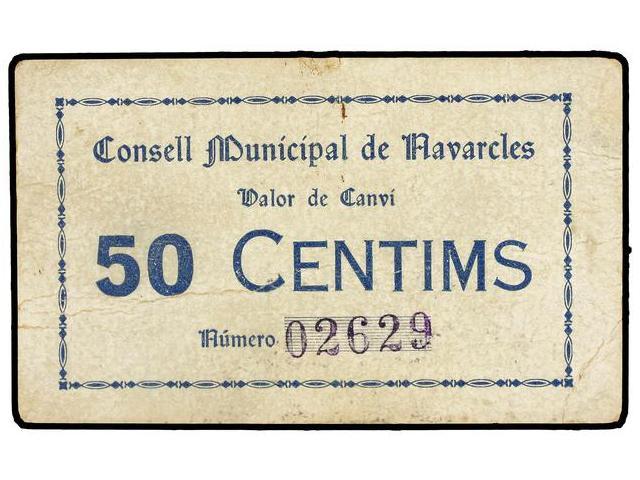 Consell Municipal de Navarcles
Valor de Canvi
50 CENTIMS
Número 02629